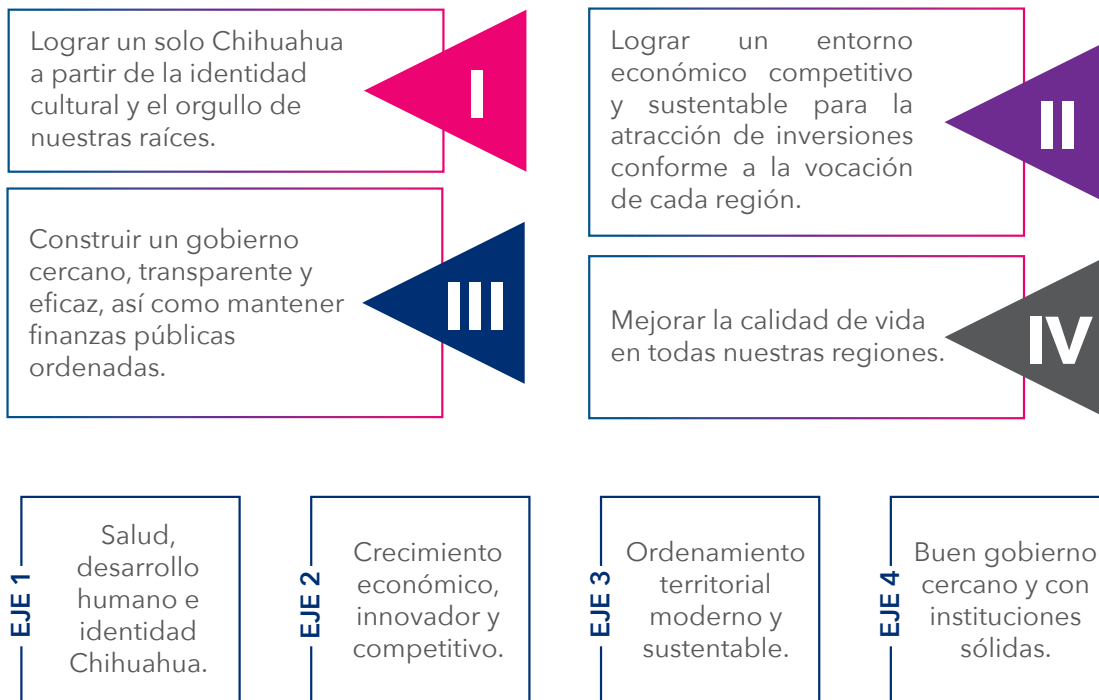 Lograr un solo Chihuahua
a partir de la identidad
cultural y el orgullo de
nuestras raíces.
I
Lograr un entorno
económico competitivo
y sustentable para la
atracción de inversiones
conforme a la vocación
de cada región.
II
Construir un gobierno
cercano, transparente y
eficaz, así como mantener
finanzas públicas
ordenadas.
III
Mejorar la calidad de vida
en todas nuestras regiones.
IV
EJE 1
Salud,
desarrollo
humano e
identidad
Chihuahua.
EJE 2
Crecimiento
económico,
innovador y
competitivo.
EJE 3
Ordenamiento
territorial
moderno y
sustentable.
EJE 4
Buen gobierno
cercano y con
instituciones
sólidas.